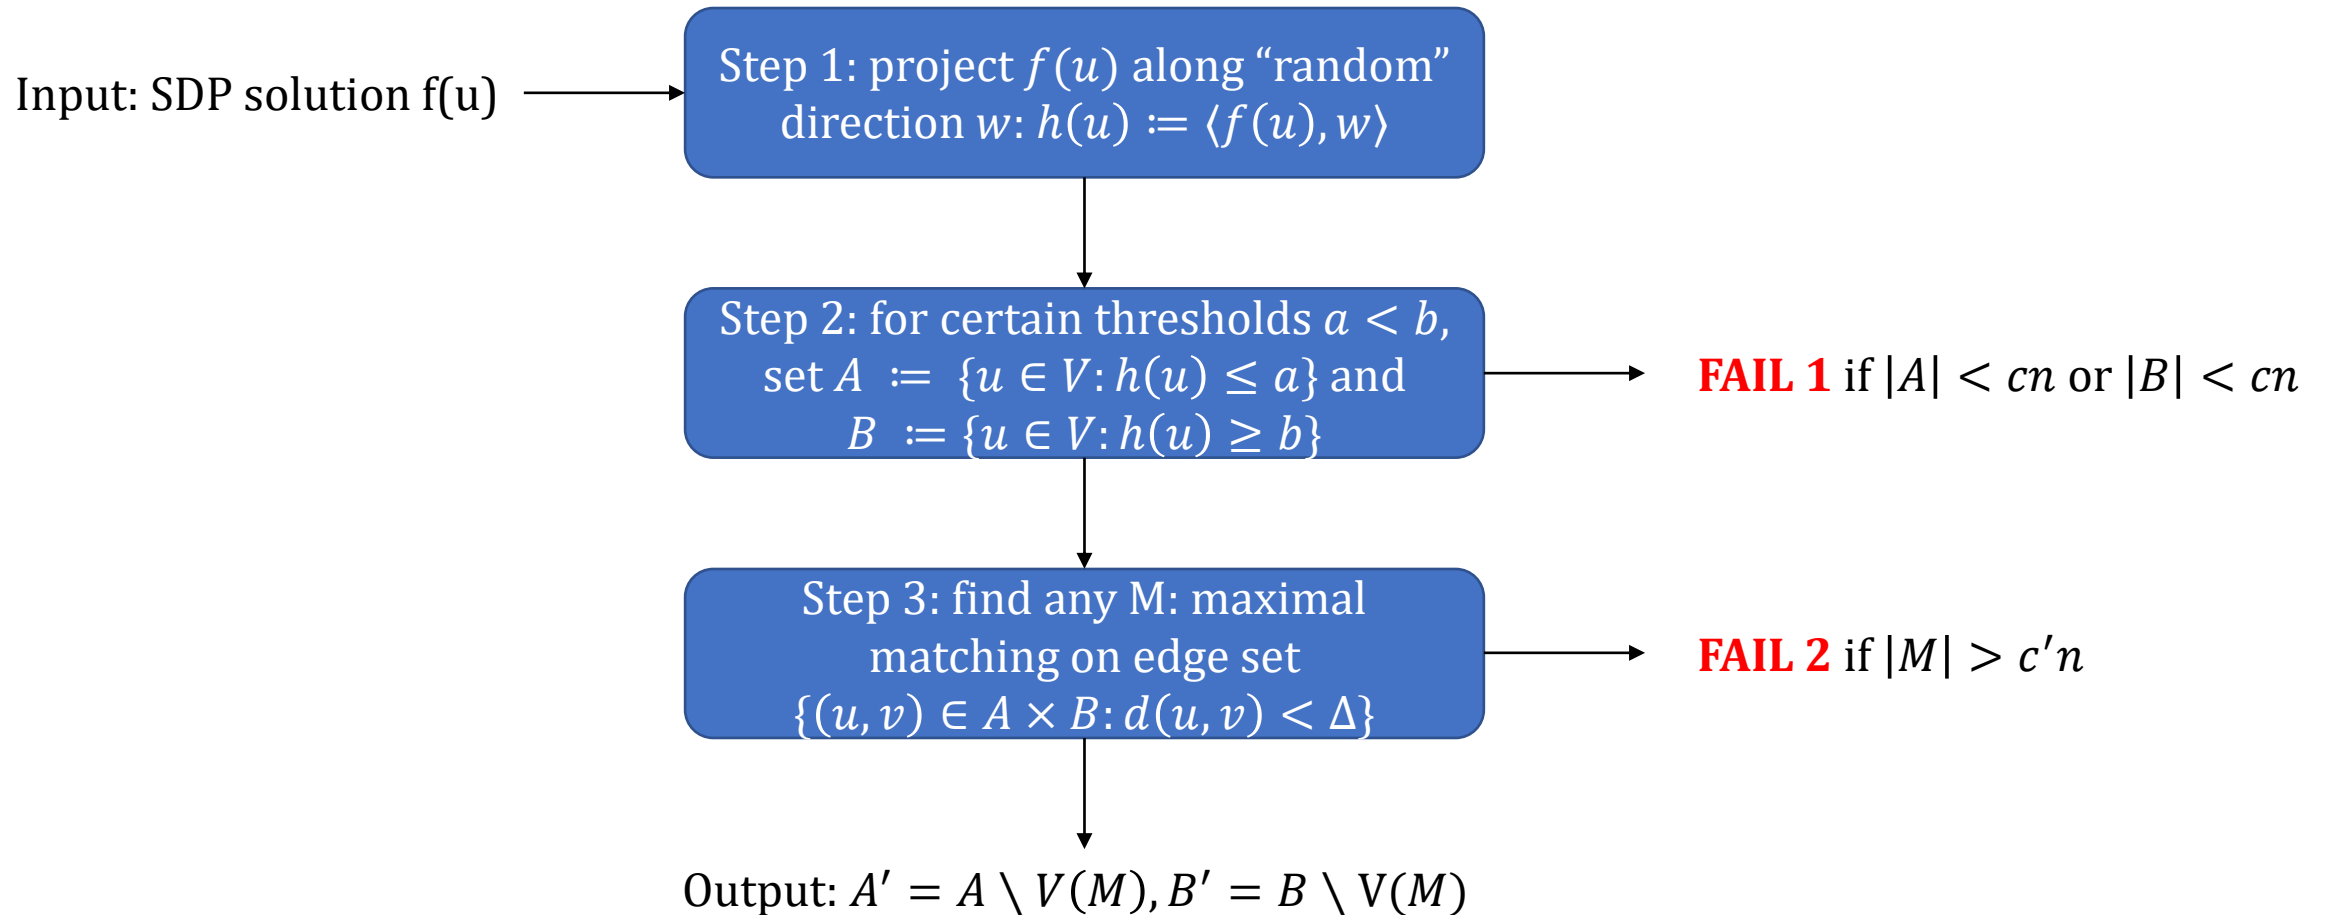 Input: SDP solution f(u)
Step 1: project f(u) along “random”
direction w: h(u) ≔ ⟨f(u), w⟩
Step 2: for certain thresholds a < b,
set A ≔ {u ∈ V: h(u) ≤ a} and
B ≔ {u ∈ V: h(u) ≥ b}
FAIL 1 if |A| < cn or |B| < cn
Step 3: find any M: maximal
matching on edge set
{(u, v) ∈ A × B: d(u, v) < Δ}
FAIL 2 if |M| > c′n
Output: A′ = A \ V(M), B′ = B \ V(M)